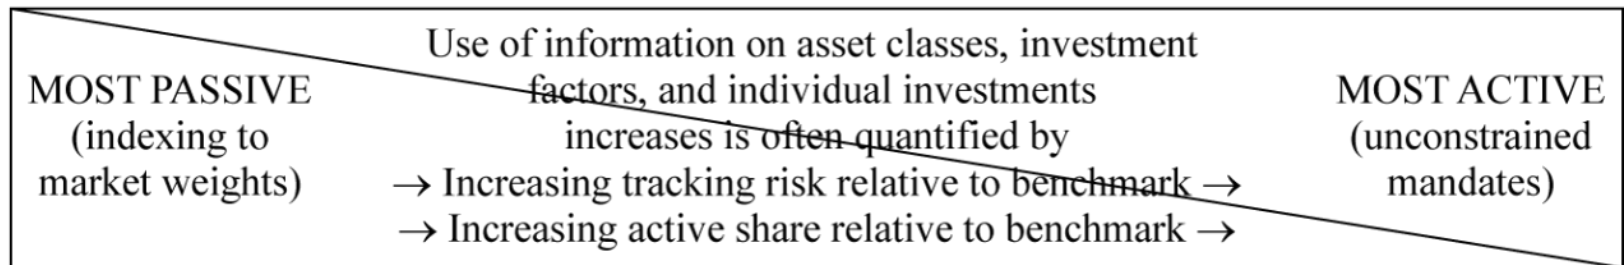 Use of information on asset classes, investment
MOST PASSIVE factors, and individual investments MOST ACTIVE
(indexing to increases is often quantified by (unconstrained
market weights) → Increasing tracking risk relative to benchmark → mandates)
→ Increasing active share relative to benchmark →